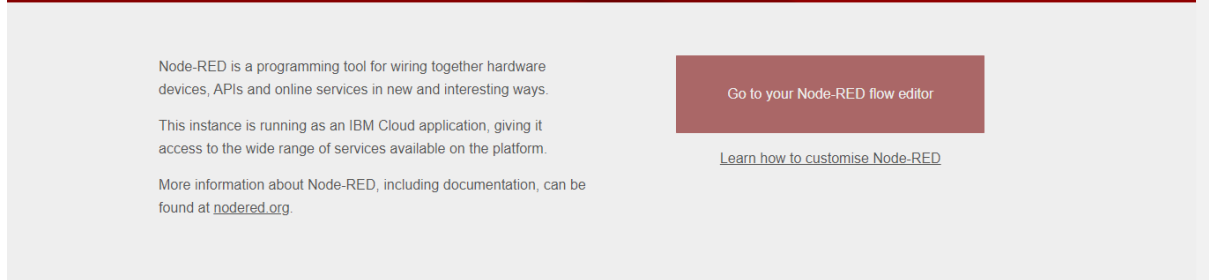 Node-RED is a programming tool for wiring together hardware
devices, APIs and online services in new and interesting ways.
This instance is running as an IBM Cloud application, giving it
access to the wide range of services available on the platform.
More information about Node-RED, including documentation, can be
found at nodered.org.
Go to your Node-RED flow editor
Learn how to customise Node-RED